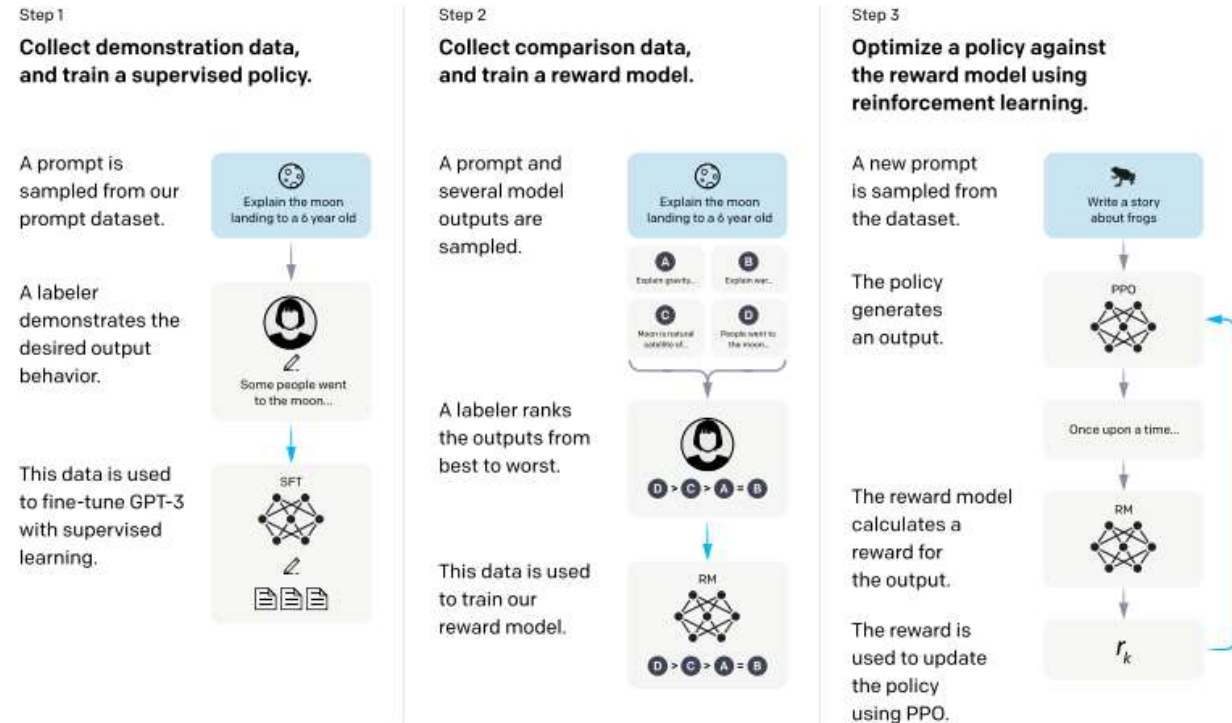 Step 1
Collect demonstration data,
and train a supervised policy.
A prompt is
sampled from our
prompt dataset.
Explain the moon
landing to a 6 year old
A labeler
demonstrates the
desired output
behavior.
Some people went
to the moon...
This data is used
to fine-tune GPT-3
with supervised
learning.
SFT
Step 2
Collect comparison data,
and train a reward model.
A prompt and
several model
outputs are
sampled.
Explain the moon
landing to a 6 year old
A
Explain gravity...
B
Explain war...
C
Moon is natural
satellite of...
D
People went to
the moon...
A labeler ranks
the outputs from
best to worst.
D > C > A = B
This data is used
to train our
reward model.
RM
D > C > A = B
Step 3
Optimize a policy against
the reward model using
reinforcement learning.
A new prompt
is sampled from
the dataset.
Write a story
about frogs
The policy
generates
an output.
PPO
Once upon a time...
The reward model
calculates a
reward for
the output.
RM
The reward is
used to update
the policy
using PPO.
r_k